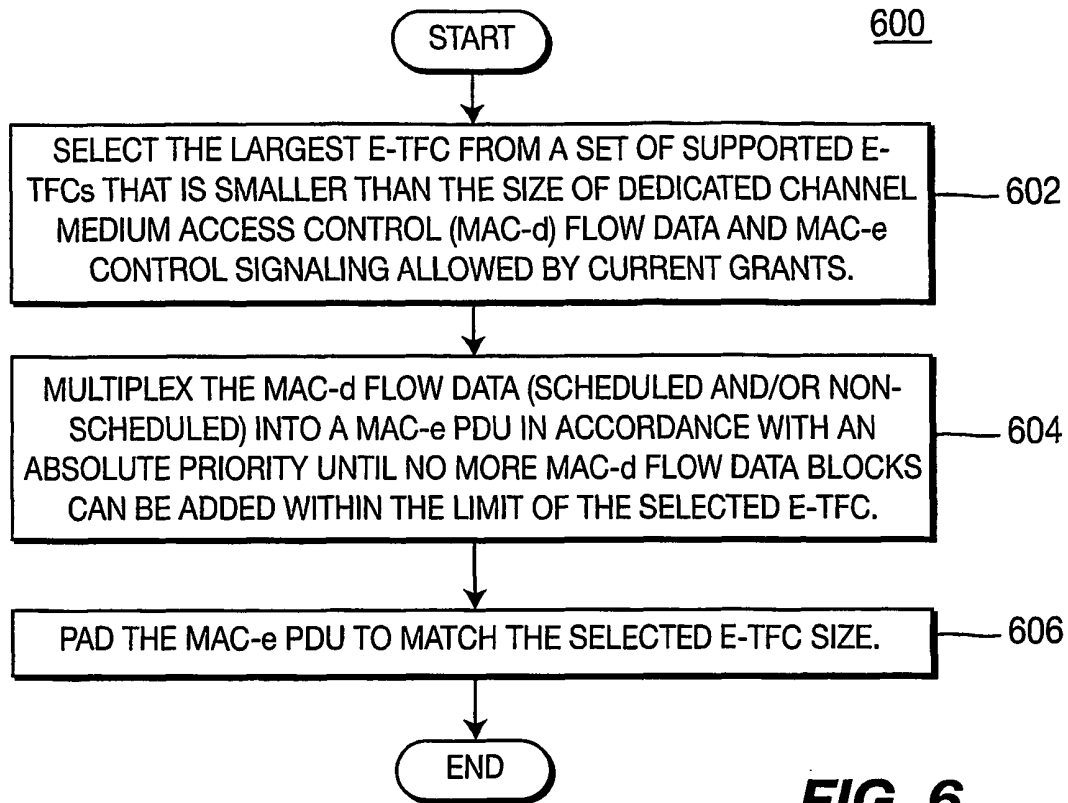 START
600
SELECT THE LARGEST E-TFC FROM A SET OF SUPPORTED E-
TFCs THAT IS SMALLER THAN THE SIZE OF DEDICATED CHANNEL
MEDIUM ACCESS CONTROL (MAC-d) FLOW DATA AND MAC-e
CONTROL SIGNALING ALLOWED BY CURRENT GRANTS.
602
MULTIPLEX THE MAC-d FLOW DATA (SCHEDULED AND/OR NON-
SCHEDULED) INTO A MAC-e PDU IN ACCORDANCE WITH AN
ABSOLUTE PRIORITY UNTIL NO MORE MAC-d FLOW DATA BLOCKS
CAN BE ADDED WITHIN THE LIMIT OF THE SELECTED E-TFC.
604
PAD THE MAC-e PDU TO MATCH THE SELECTED E-TFC SIZE.
606
END
FIG. 6